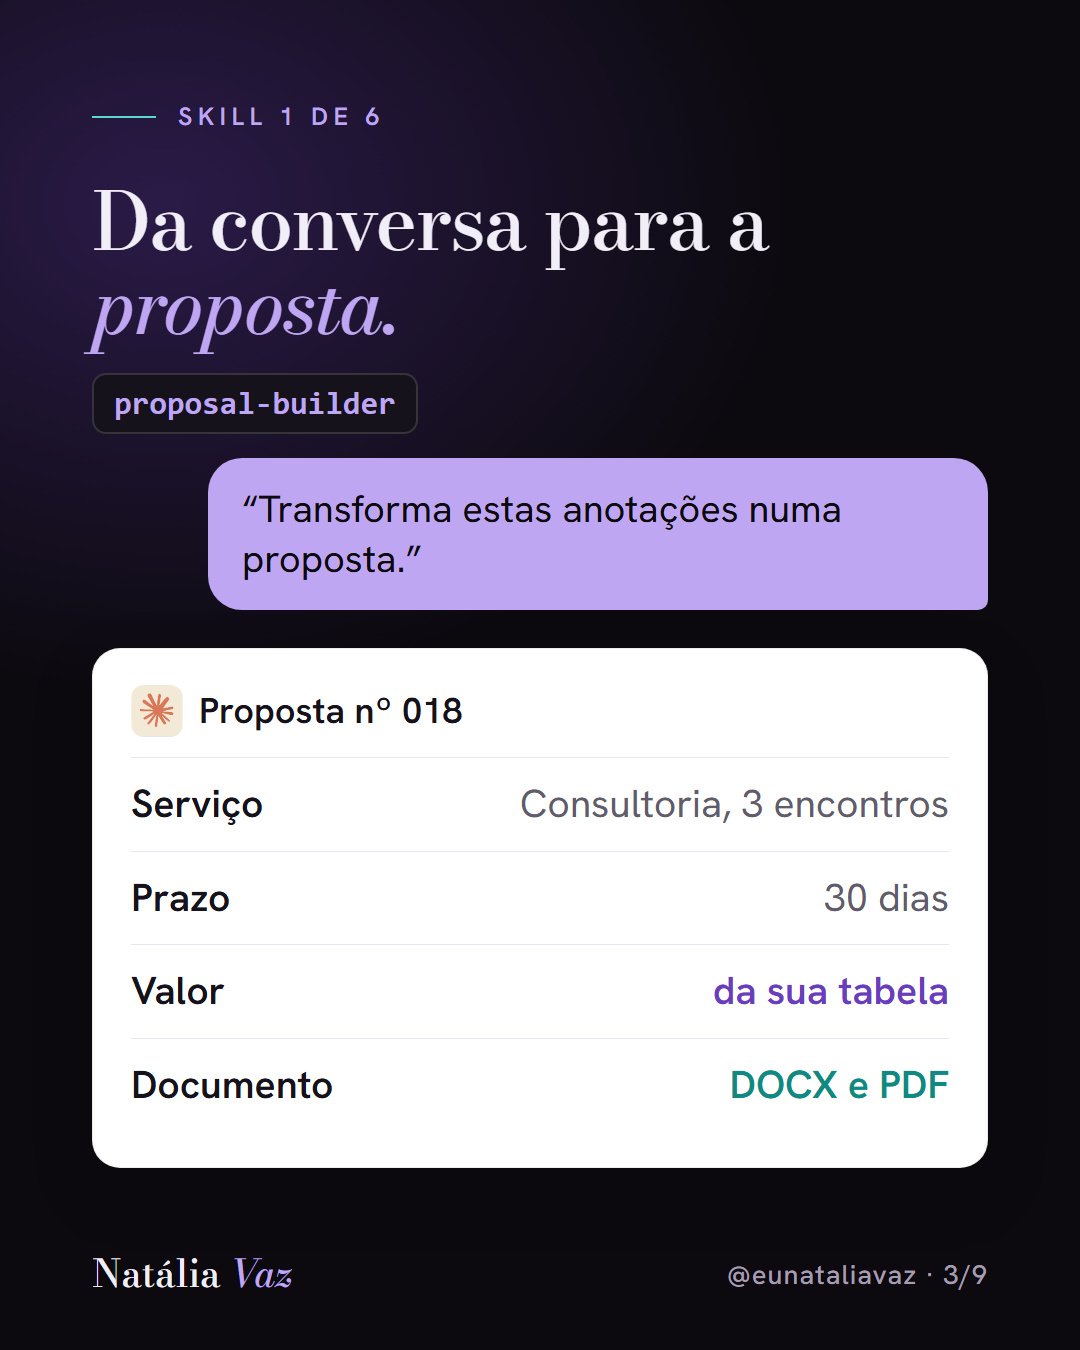 SKILL 1 DE 6
Da conversa para a
proposta.
proposal-builder
“Transforma estas anotações numa
proposta.”
Proposta nº 018
Serviço Consultoria, 3 encontros
Prazo 30 dias
Valor da sua tabela
Documento DOCX e PDF
Natália Vaz @eunataliavaz · 3/9